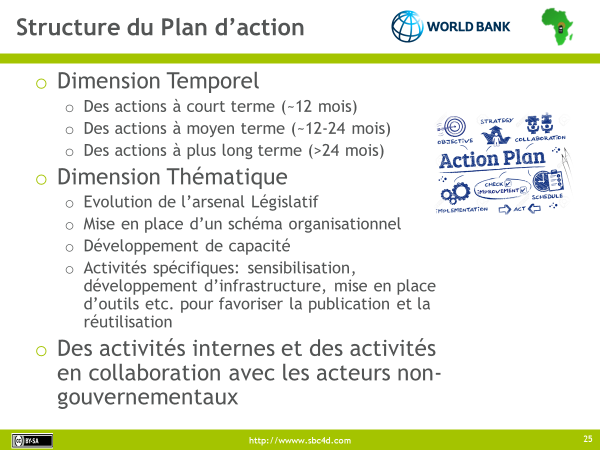 Structure du Plan d’action
WORLD BANK
Dimension Temporel
Des actions à court terme (~12 mois)
Des actions à moyen terme (~12-24 mois)
Des actions à plus long terme (>24 mois)
Dimension Thématique
Evolution de l’arsenal Législatif
Mise en place d’un schéma organisationnel
Développement de capacité
Activités spécifiques: sensibilisation,
développement d’infrastructure, mise en place
d’outils etc. pour favoriser la publication et la
réutilisation
Des activités internes et des activités
en collaboration avec les acteurs non-
gouvernementaux
STRATEGY
OBJECTIVE
COLLABORATION
Action Plan
CHECK
IMPROVEMENT
SCHEDULE
IMPLEMENTATION
ACT
BY-SA
http://wwww.sbc4d.com
25